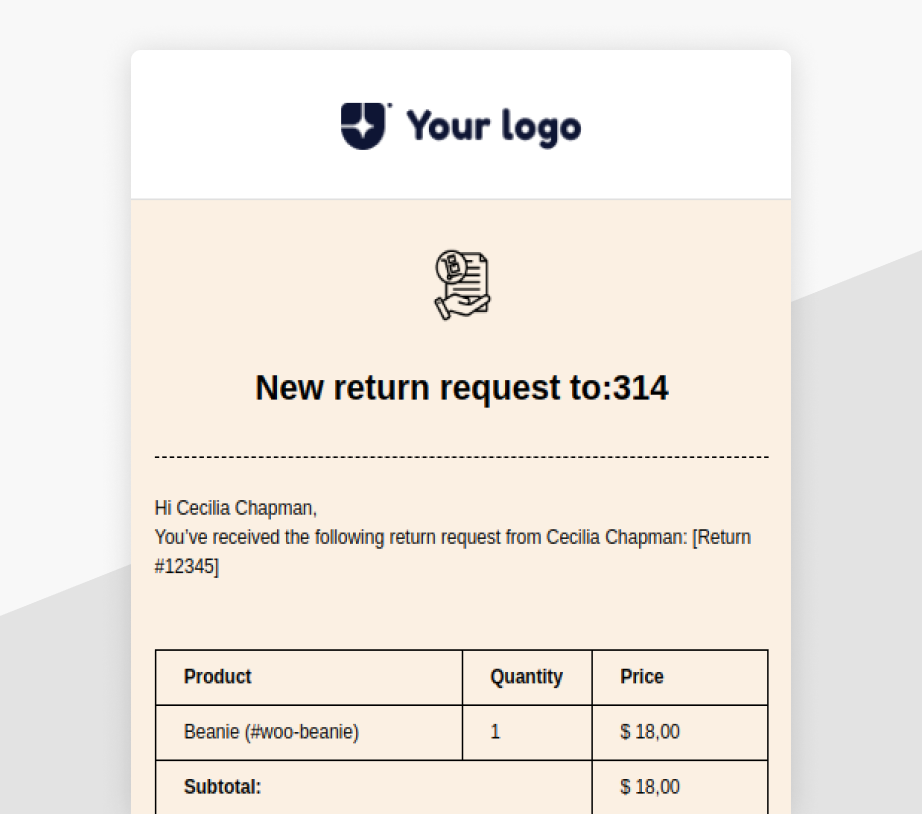 Your logo
New return request to:314
Hi Cecilia Chapman,
You’ve received the following return request from Cecilia Chapman: [Return
#12345]
Product Quantity Price
Beanie (#woo-beanie) 1 $ 18,00
Subtotal: $ 18,00